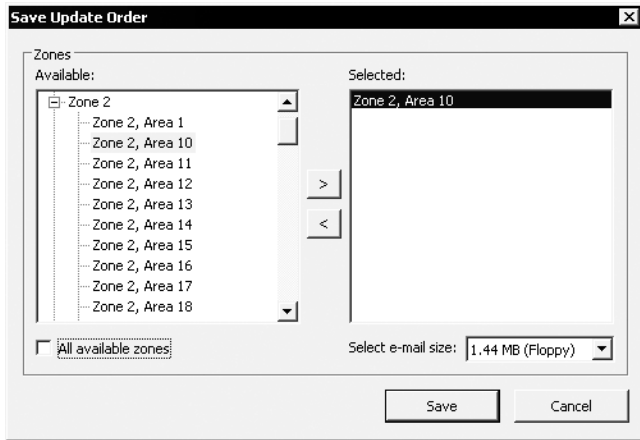 Save Update Order
Zones
Available:
Zone 2
Zone 2, Area 1
Zone 2, Area 10
Zone 2, Area 11
Zone 2, Area 12
Zone 2, Area 13
Zone 2, Area 14
Zone 2, Area 15
Zone 2, Area 16
Zone 2, Area 17
Zone 2, Area 18
All available zones
>
<
Selected:
Zone 2, Area 10
Select e-mail size: 1.44 MB (Floppy)
Save
Cancel